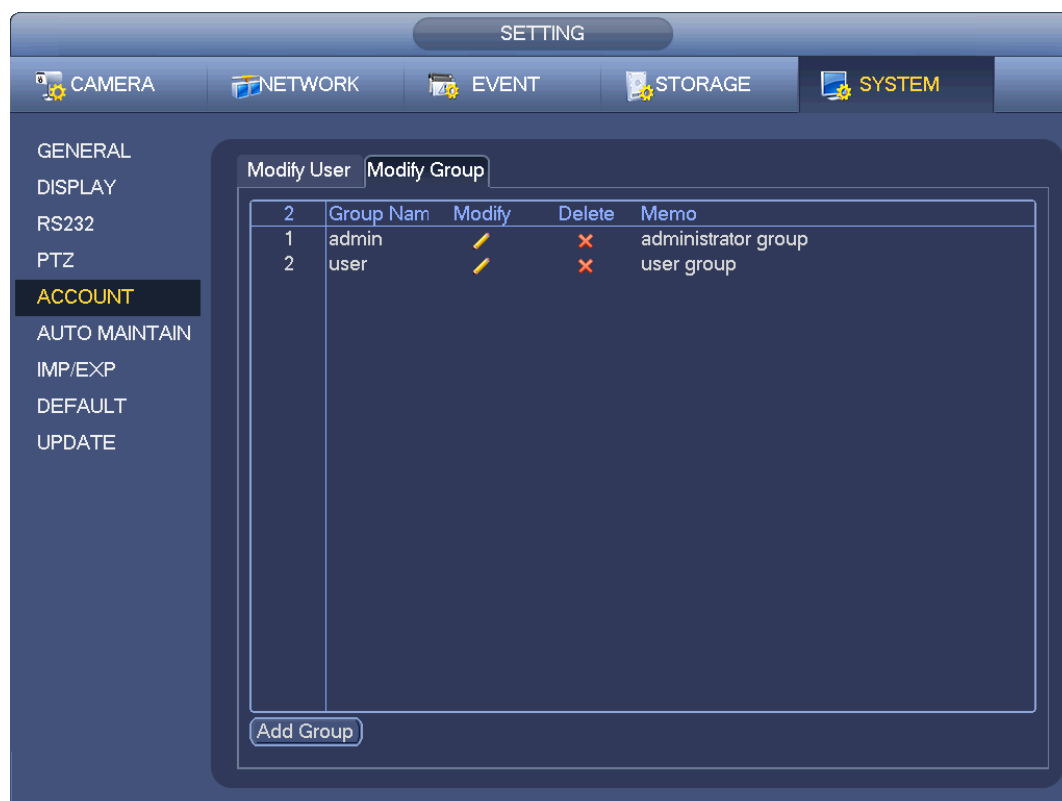 SETTING
CAMERA NETWORK EVENT STORAGE SYSTEM
GENERAL
DISPLAY
RS232
PTZ
ACCOUNT
AUTO MAINTAIN
IMP/EXP
DEFAULT
UPDATE
Modify User Modify Group
2 Group Nam Modify Delete Memo
1 admin administrator group
2 user user group
Add Group